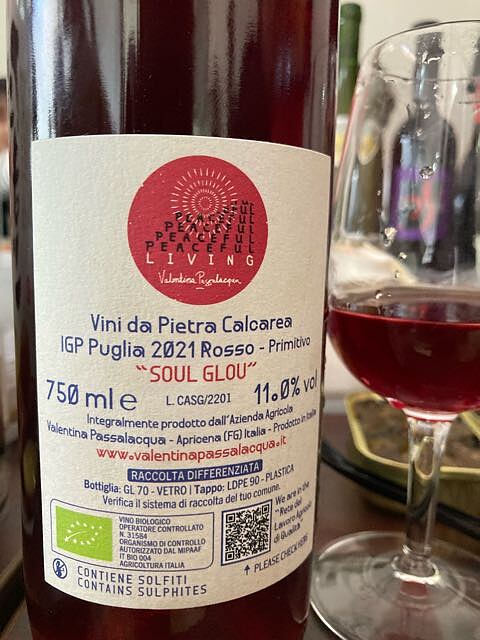 PEACEFUL
PEACEFUL
PEACEFUL
PEACEFUL
LIVING
Valentina Passalacqua
Vini da Pietra Calcarea
IGP Puglia 2021 Rosso - Primitivo
"SOUL GLOU"
750 ml e L. CASG/2201 11.0% vol
Integralmente prodotto dall'Azienda Agricola
Valentina Passalacqua - Apricena (FG) Italia - Prodotto in Italia
www.valentinapassalacqua.it
RACCOLTA DIFFERENZIATA
Bottiglia: GL 70 - VETRO | Tappo: LDPE 90 - PLASTICA
Verifica il sistema di raccolta del tuo comune.
VINO BIOLOGICO
OPERATORE CONTROLLATO
N. 31584
ORGANISMO DI CONTROLLO
AUTORIZZATO DAL MIPAAF
IT BIO 004
AGRICOLTURA ITALIA
We are in the
"Rete del
Lavoro Agricolo
di Qualità"
↑ PLEASE CHECK HERE
CONTIENE SOLFITI
CONTAINS SULPHITES